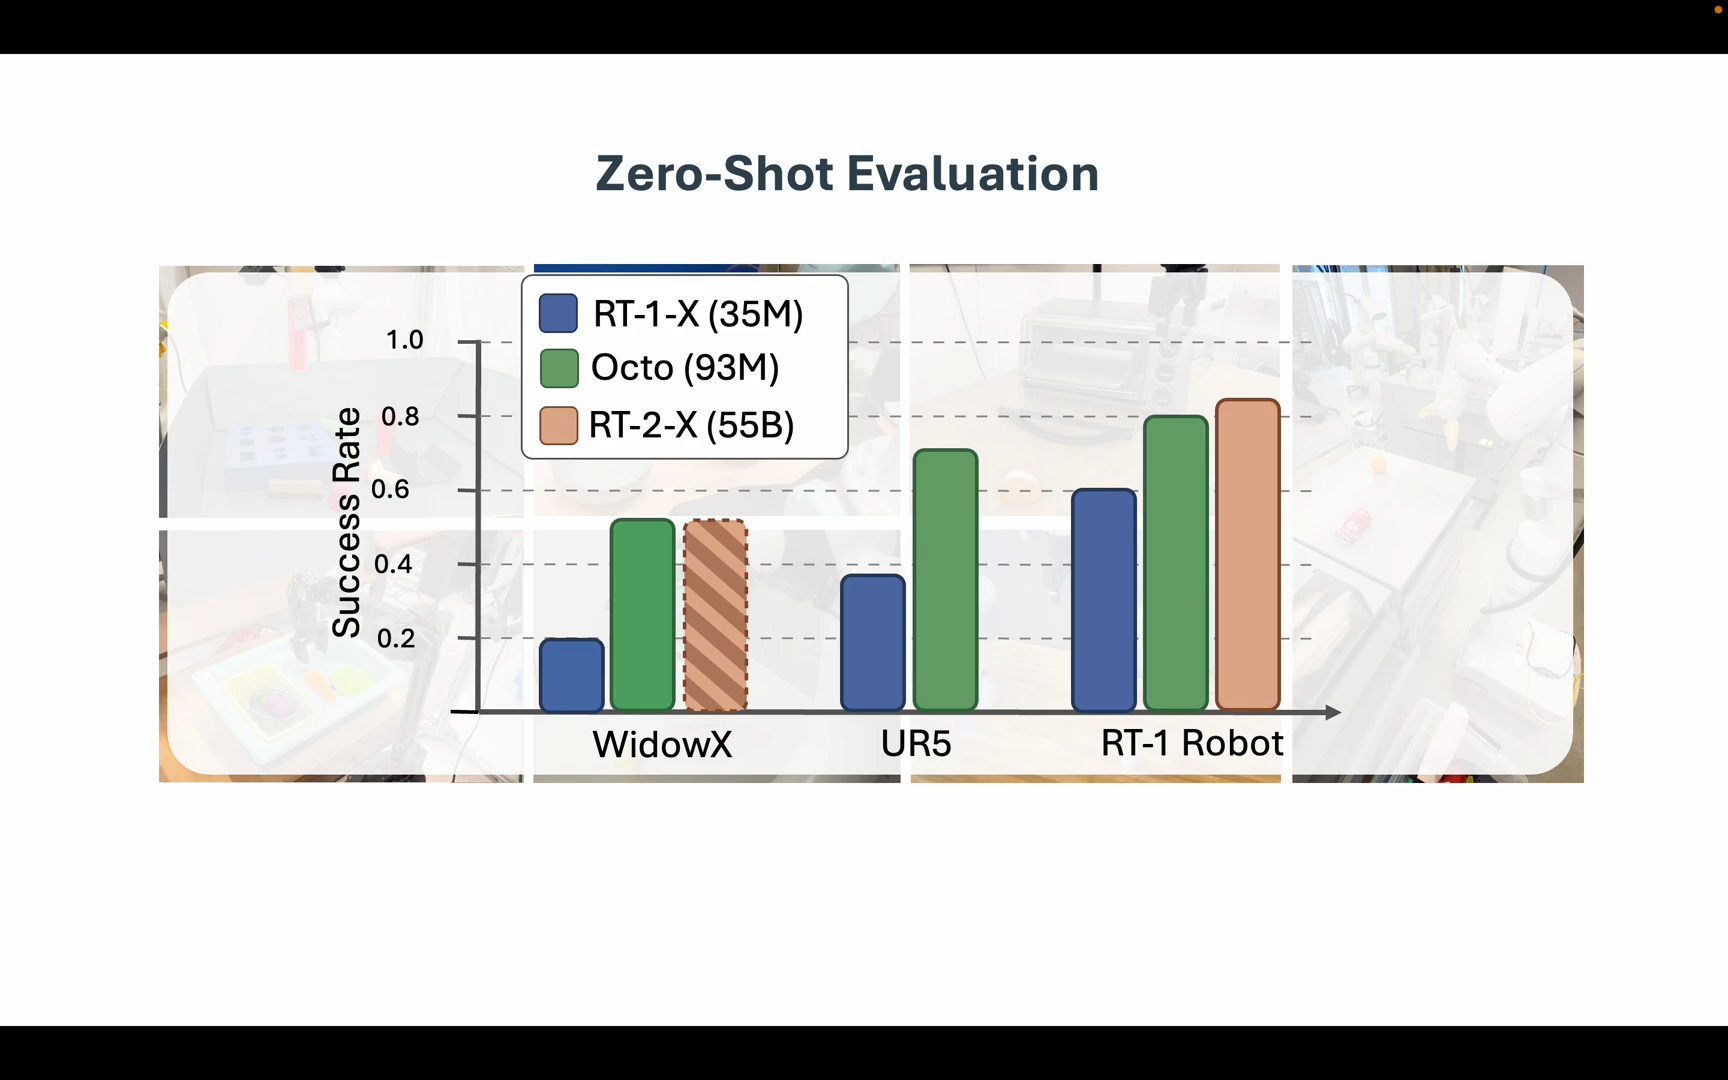 Zero-Shot Evaluation
RT-1-X (35M)
Octo (93M)
RT-2-X (55B)
Success Rate
1.0
0.8
0.6
0.4
0.2
WidowX
UR5
RT-1 Robot